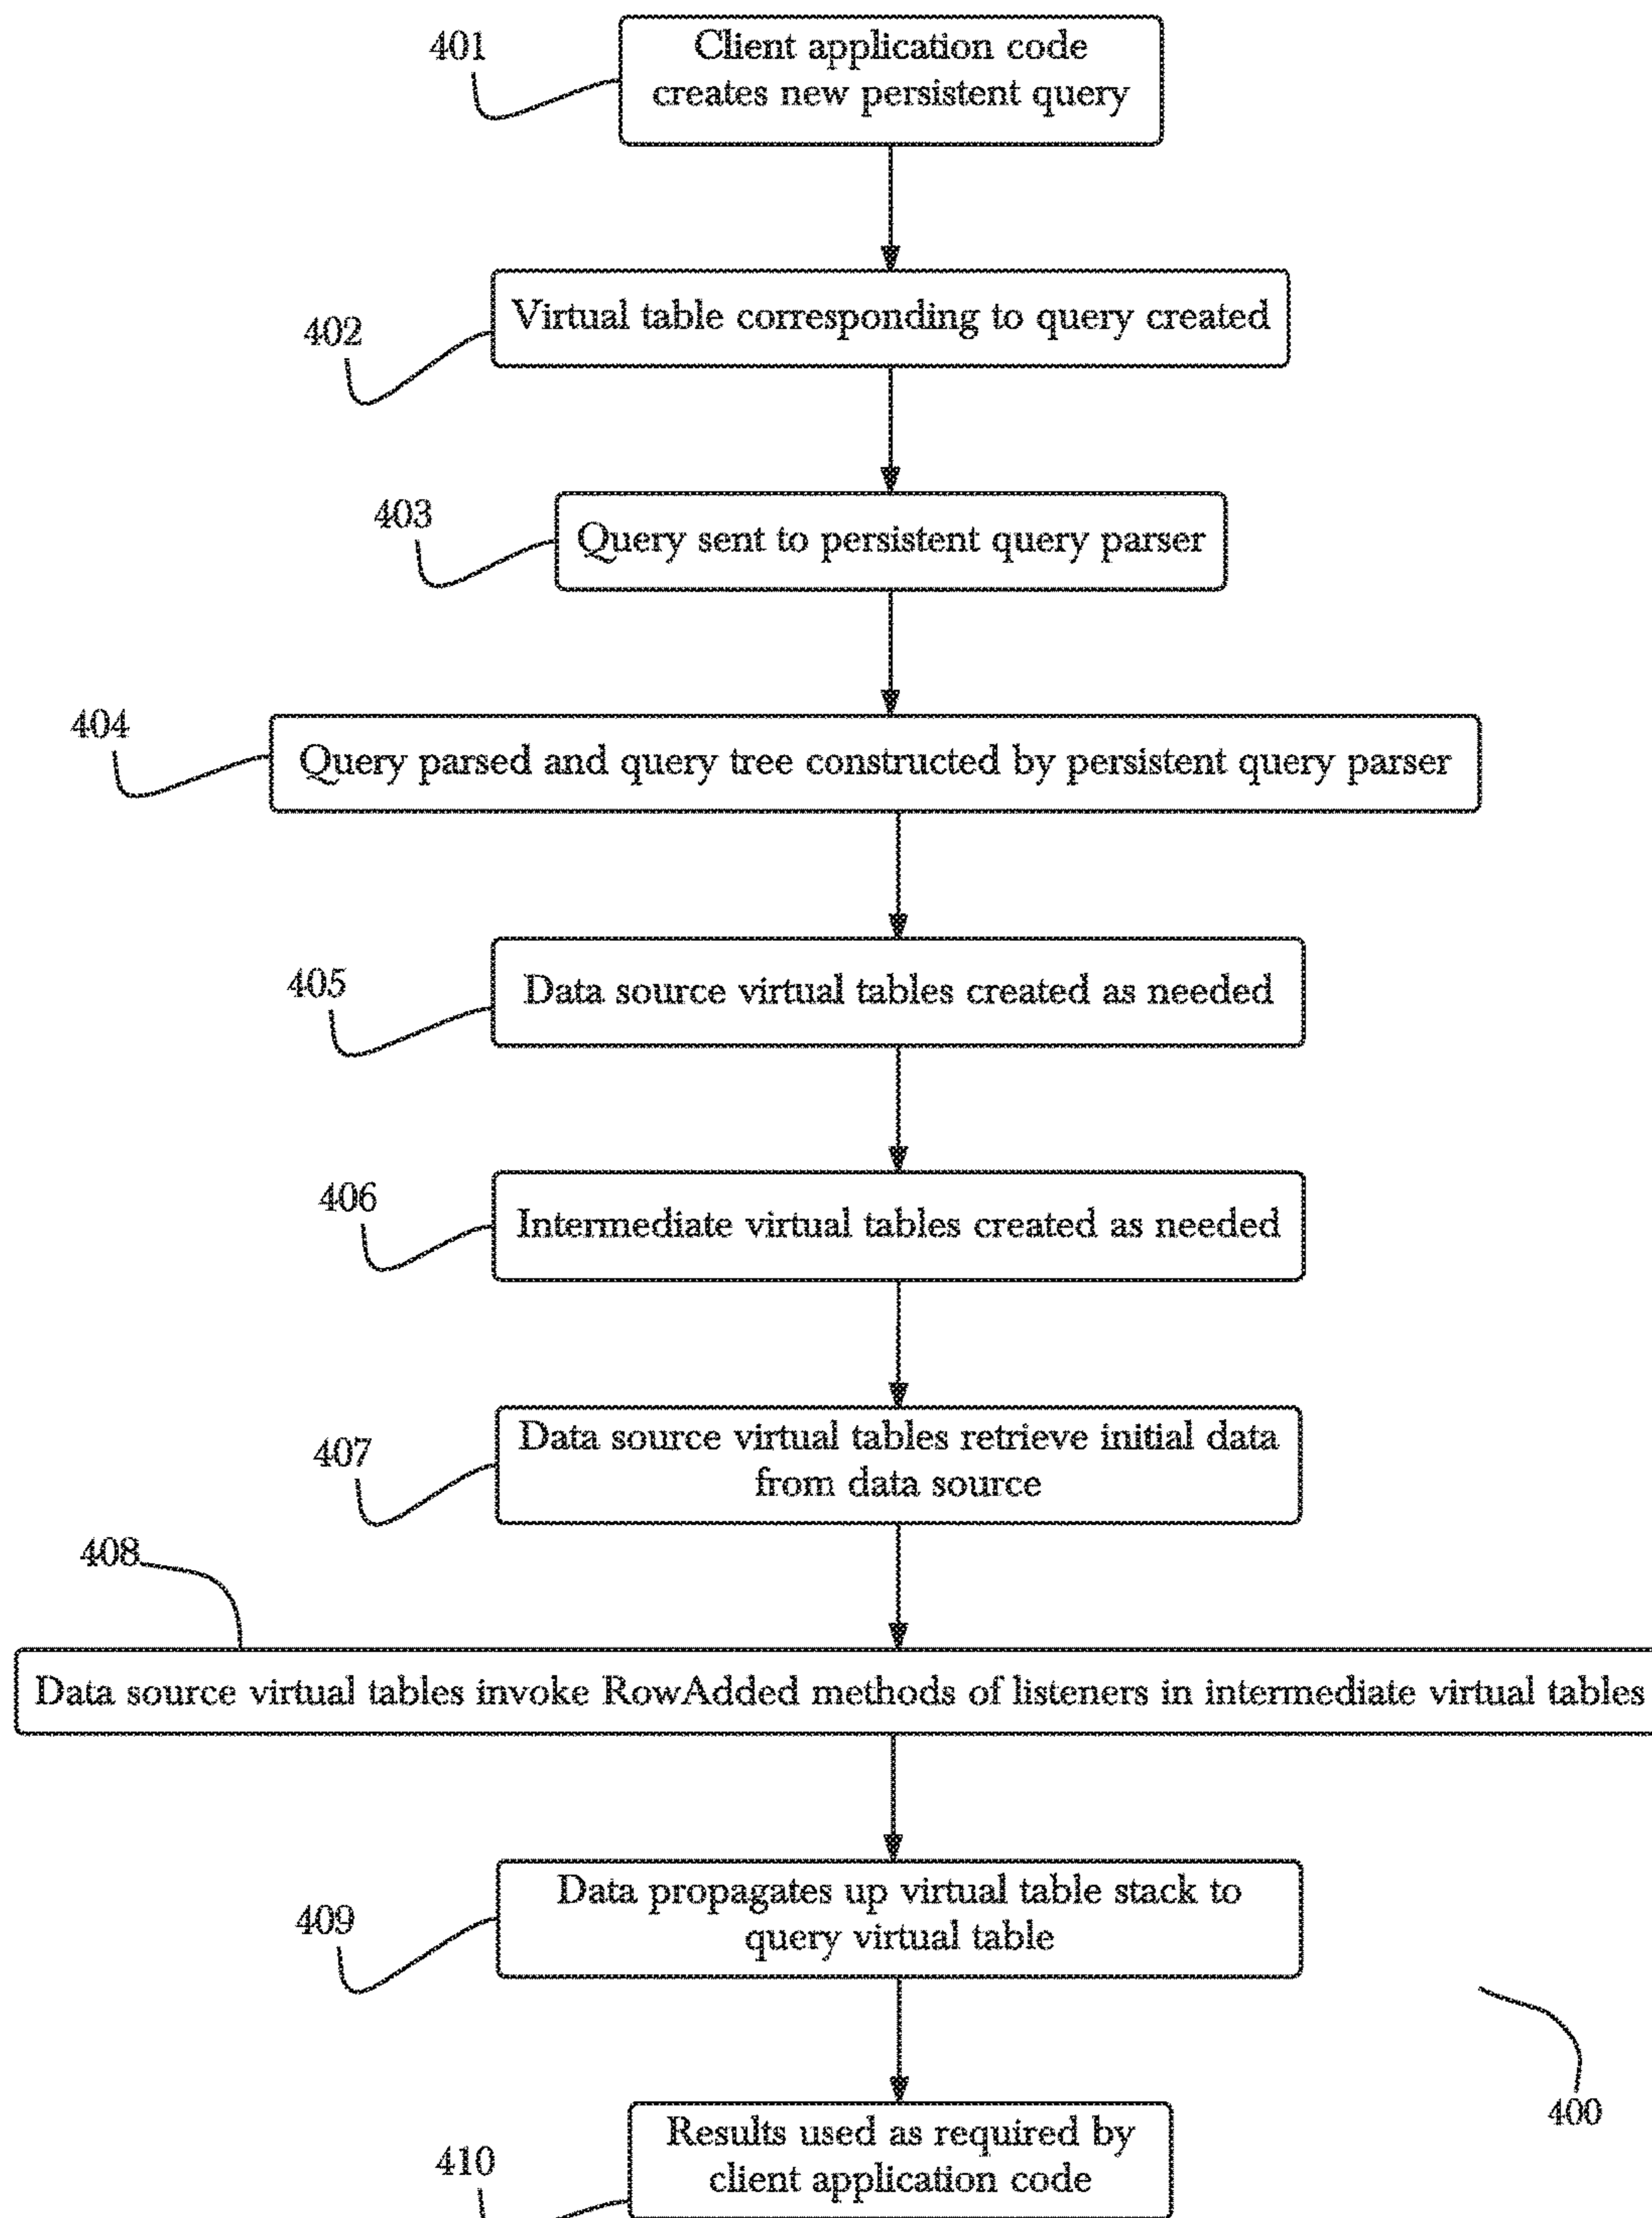 401
Client application code
creates new persistent query
402
Virtual table corresponding to query created
403
Query sent to persistent query parser
404
Query parsed and query tree constructed by persistent query parser
405
Data source virtual tables created as needed
406
Intermediate virtual tables created as needed
407
Data source virtual tables retrieve initial data
from data source
408
Data source virtual tables invoke RowAdded methods of listeners in intermediate virtual tables
409
Data propagates up virtual table stack to
query virtual table
400
410
Results used as required by
client application code